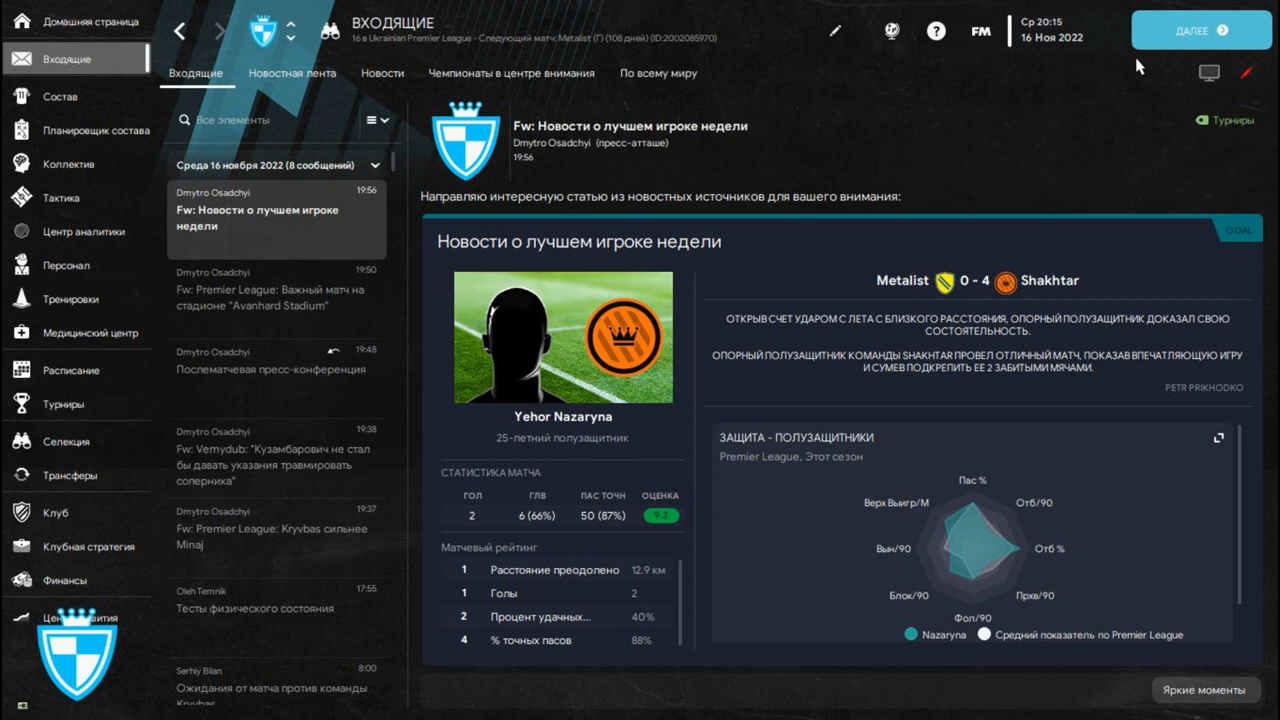 Домашняя страница
Входящие
Состав
Планировщик состава
Коллектив
Тактика
Центр аналитики
Персонал
Тренировки
Медицинский центр
Расписание
Турниры
Селекция
Трансферы
Клуб
Клубная стратегия
Финансы
ВХОДЯЩИЕ
16 в Ukrainian Premier League - Следующий матч: Metalist (Г) (108 дней) (ID:2002085970)
FM
Ср 20:15
16 Ноя 2022
ДАЛЕЕ
Входящие
Новостная лента
Новости
Чемпионаты в центре внимания
По всему миру
Все элементы
Среда 16 ноября 2022 (8 сообщений)
Dmytro Osadchyi 19:56
Fw: Новости о лучшем игроке
недели
Dmytro Osadchyi 19:50
Fw: Premier League: Важный матч на
стадионе "Avanhard Stadium"
Dmytro Osadchyi 19:48
Послематчевая пресс-конференция
Dmytro Osadchyi 19:38
Fw: Vernydub: "Кузамбарович не стал
бы давать указания травмировать
соперника"
Dmytro Osadchyi 19:37
Fw: Premier League: Kryvbas сильнее
Minaj
Oleh Temnik 17:55
Тесты физического состояния
Serhiy Bilan 8:00
Ожидания от матча против команды
Kryvbas
Fw: Новости о лучшем игроке недели
Dmytro Osadchyi (пресс-атташе)
19:56
Турниры
Направляю интересную статью из новостных источников для вашего внимания:
GOAL
Новости о лучшем игроке недели
Yehor Nazaryna
25-летний полузащитник
СТАТИСТИКА МАТЧА
ГОЛ ГЛВ ПАС ТОЧН ОЦЕНКА
2 6 (66%) 50 (87%) 9.3
Матчевый рейтинг
1 Расстояние преодолено 12.9 км
1 Голы 2
2 Процент удачных... 40%
4 % точных пасов 88%
Metalist 0 - 4 Shakhtar
ОТКРЫВ СЧЕТ УДАРОМ С ЛЕТА С БЛИЗКОГО РАССТОЯНИЯ, ОПОРНЫЙ ПОЛУЗАЩИТНИК ДОКАЗАЛ СВОЮ
СОСТОЯТЕЛЬНОСТЬ.
ОПОРНЫЙ ПОЛУЗАЩИТНИК КОМАНДЫ SHAKHTAR ПРОВЕЛ ОТЛИЧНЫЙ МАТЧ, ПОКАЗАВ ВПЕЧАТЛЯЮЩУЮ ИГРУ
И СУМЕВ ПОДКРЕПИТЬ ЕЕ 2 ЗАБИТЫМИ МЯЧАМИ.
PETR PRIKHODKO
ЗАЩИТА - ПОЛУЗАЩИТНИКИ
Premier League, Этот сезон
Пас %
Верх Выигр/М Отб/90
Вын/90 Отб %
Блок/90 Прхв/90
Фол/90
Nazaryna Средний показатель по Premier League
Яркие моменты